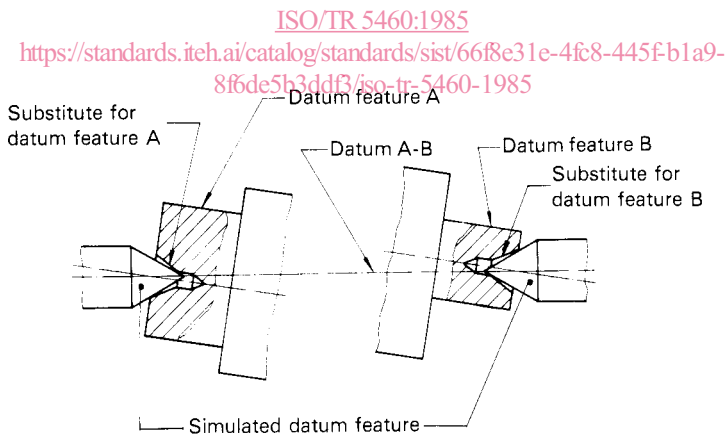 ISO/TR 5460:1985
https://standards.iteh.ai/catalog/standards/sist/66f8e31e-4fc8-445f-b1a9-
8f6de5b3ddf3/iso-tr-5460-1985
Datum feature A
Substitute for
datum feature A
Datum A-B
Datum feature B
Substitute for
datum feature B
Simulated datum feature